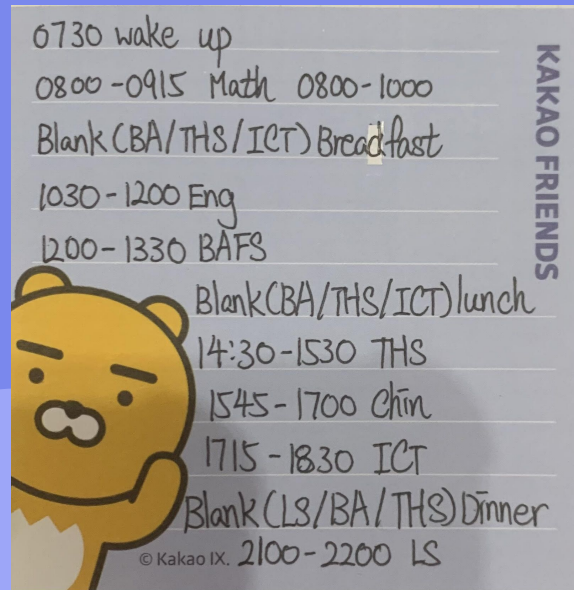 0730 wake up
0800-0915 Math 0800-1000
Blank(BA/THS/ICT)Breadfast
1030-1200 Eng
1200-1330 BAFS
Blank(BA/THS/ICT)lunch
14:30-1530 THS
1545-1700 Chin
1715-1830 ICT
Blank(LS/BA/THS)Dinner
© Kakao IX. 2100-2200 LS
KAKAO FRIENDS